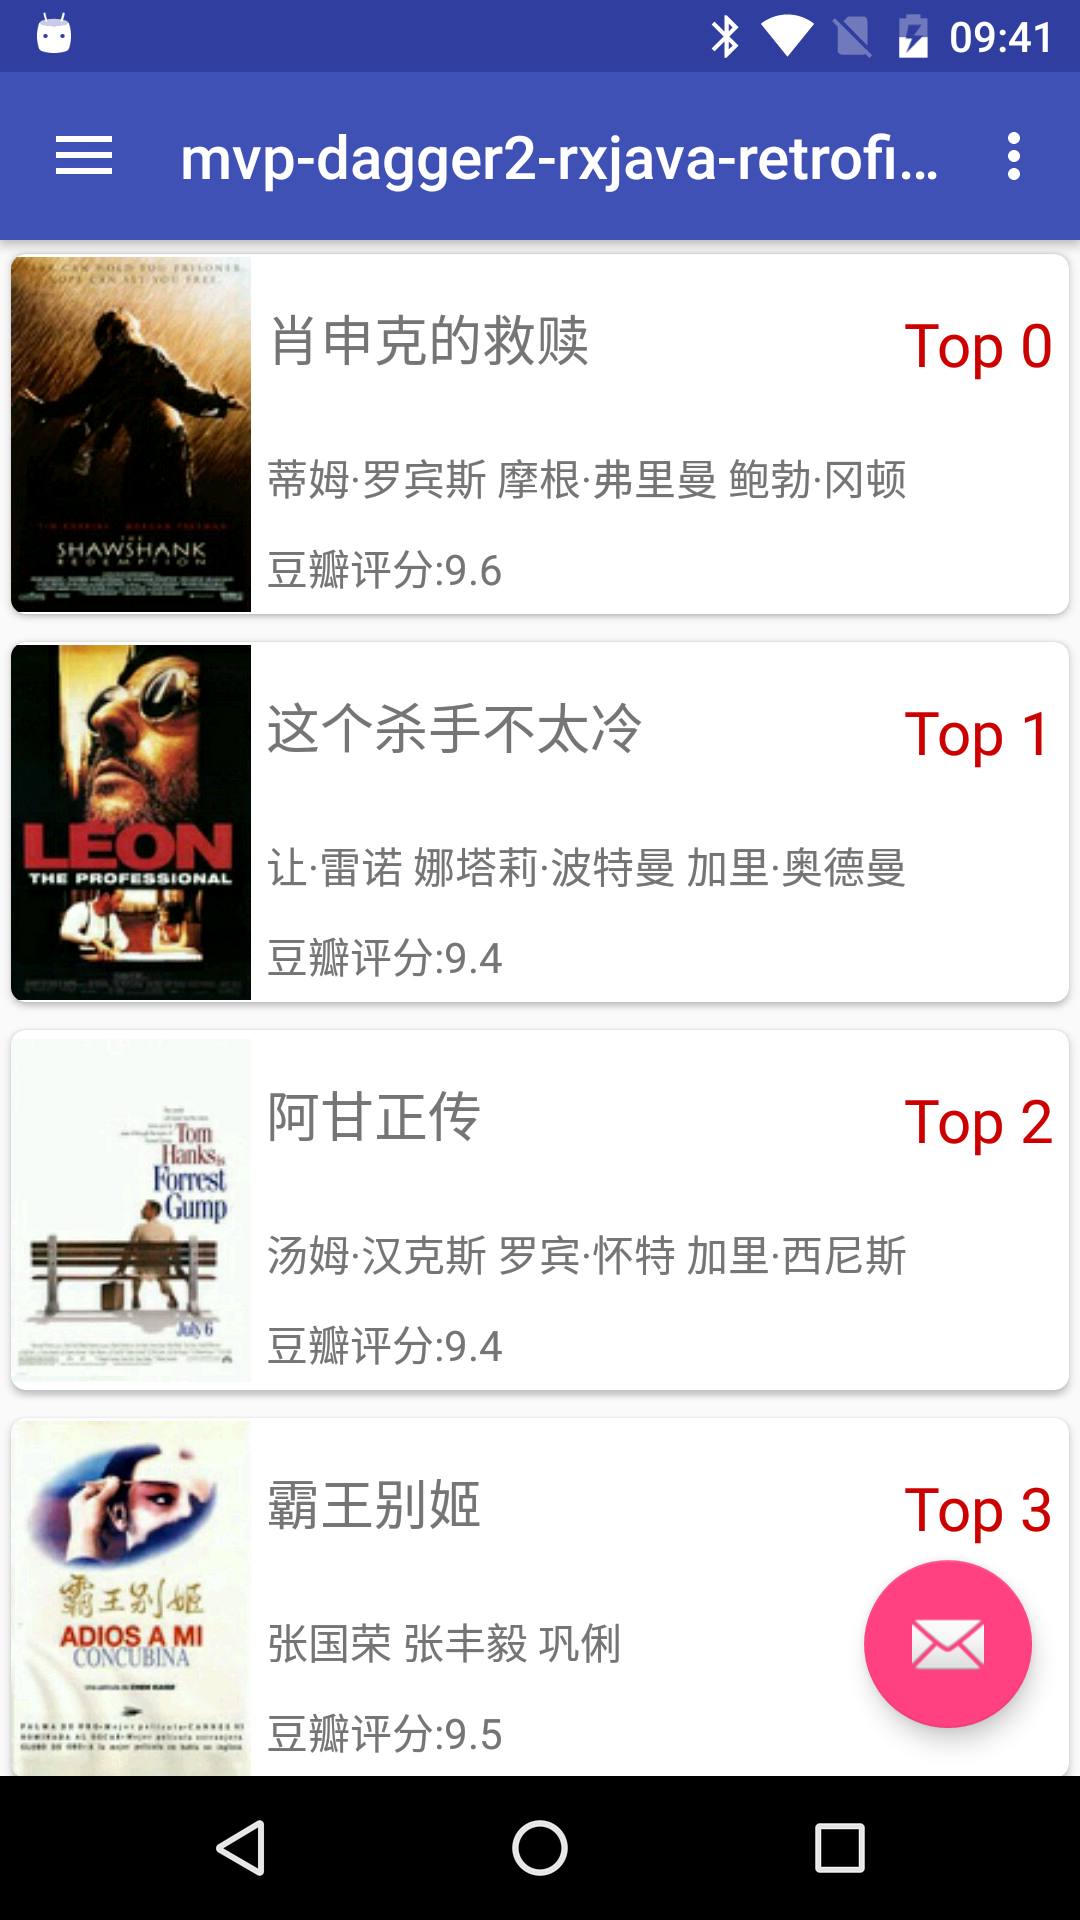 09:41
mvp-dagger2-rxjava-retrofi...
肖申克的救赎
Top 0
蒂姆·罗宾斯 摩根·弗里曼 鲍勃·冈顿
豆瓣评分:9.6
THE
SHAWSHANK
REDEMPTION
这个杀手不太冷
Top 1
LEON
THE PROFESSIONAL
让·雷诺 娜塔莉·波特曼 加里·奥德曼
豆瓣评分:9.4
阿甘正传
Top 2
Tom
Hanks is
Forrest
Gump
July 6
汤姆·汉克斯 罗宾·怀特 加里·西尼斯
豆瓣评分:9.4
霸王别姬
Top 3
霸王别姬
ADIOS A MI
CONCUBINA
张国荣 张丰毅 巩俐
豆瓣评分:9.5